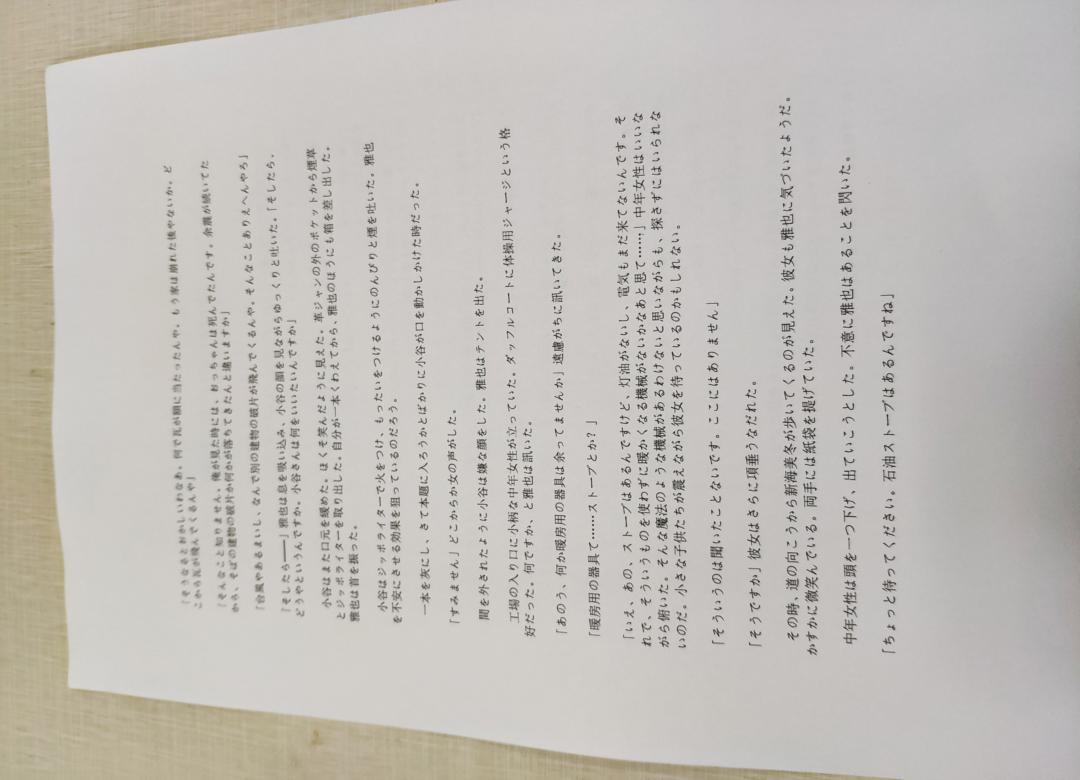 「そうなるとおかしいわなあ。何で瓦が額に当たったんや。もう家は崩れた後やないか。ど
こから瓦が飛んでくるんや」
「そんなこと知りません。俺が見た時には、おっちゃんは死んでたんです。余震が続いてた
から、そばの建物の破片か何かが落ちてきたんと違いますか」
「台風やあるまいし、なんで別の建物の破片が飛んでくるんや。そんなことありえへんやろ」
「そしたら――」雅也は息を吸い込み、小谷の顔を見ながらゆっくりと吐いた。「そしたら、
どうやというんですか。小谷さんは何をいいたいんですか」
小谷はまた口元を緩めた。ほくそ笑んだように見えた。革ジャンの外のポケットから煙草
とジッポライターを取り出した。自分が一本くわえてから、雅也のほうにも箱を差し出した。
雅也は首を振った。
小谷はジッポライターで火をつけ、もったいをつけるようにのんびりと煙を吐いた。雅也
を不安にさせる効果を狙っているのだろう。
一本を灰にし、さて本題に入ろうかとばかりに小谷が口を動かしかけた時だった。
「すみません」どこからか女の声がした。
間を外されたように小谷は嫌な顔をした。雅也はテントを出た。
工場の入り口に小柄な中年女性が立っていた。ダッフルコートに体操用ジャージという格
好だった。何ですか、と雅也は訊いた。
「あのう、何か暖房用の器具は余ってませんか」遠慮がちに訊いてきた。
「暖房用の器具て……ストーブとか？」
「いえ、あの、ストーブはあるんですけど、灯油がないし、電気もまだ来てないんです。そ
れで、そういうものを使わずに暖かくなる機械がないかなあと思て……」中年女性はいいな
がら俯いた。そんな魔法のような機械があるわけないと思いながらも、探さずにはいられな
いのだ。小さな子供たちが震えながら彼女を待っているのかもしれない。
「そういうのは聞いたことないです。ここにはありません」
「そうですか」彼女はさらに項垂うなだれた。
その時、道の向こうから新海美冬が歩いてくるのが見えた。彼女も雅也に気づいたようだ。
かすかに微笑んでいる。両手には紙袋を提げていた。
中年女性は頭を一つ下げ、出ていこうとした。不意に雅也はあることを閃いた。
「ちょっと待ってください。石油ストーブはあるんですね」